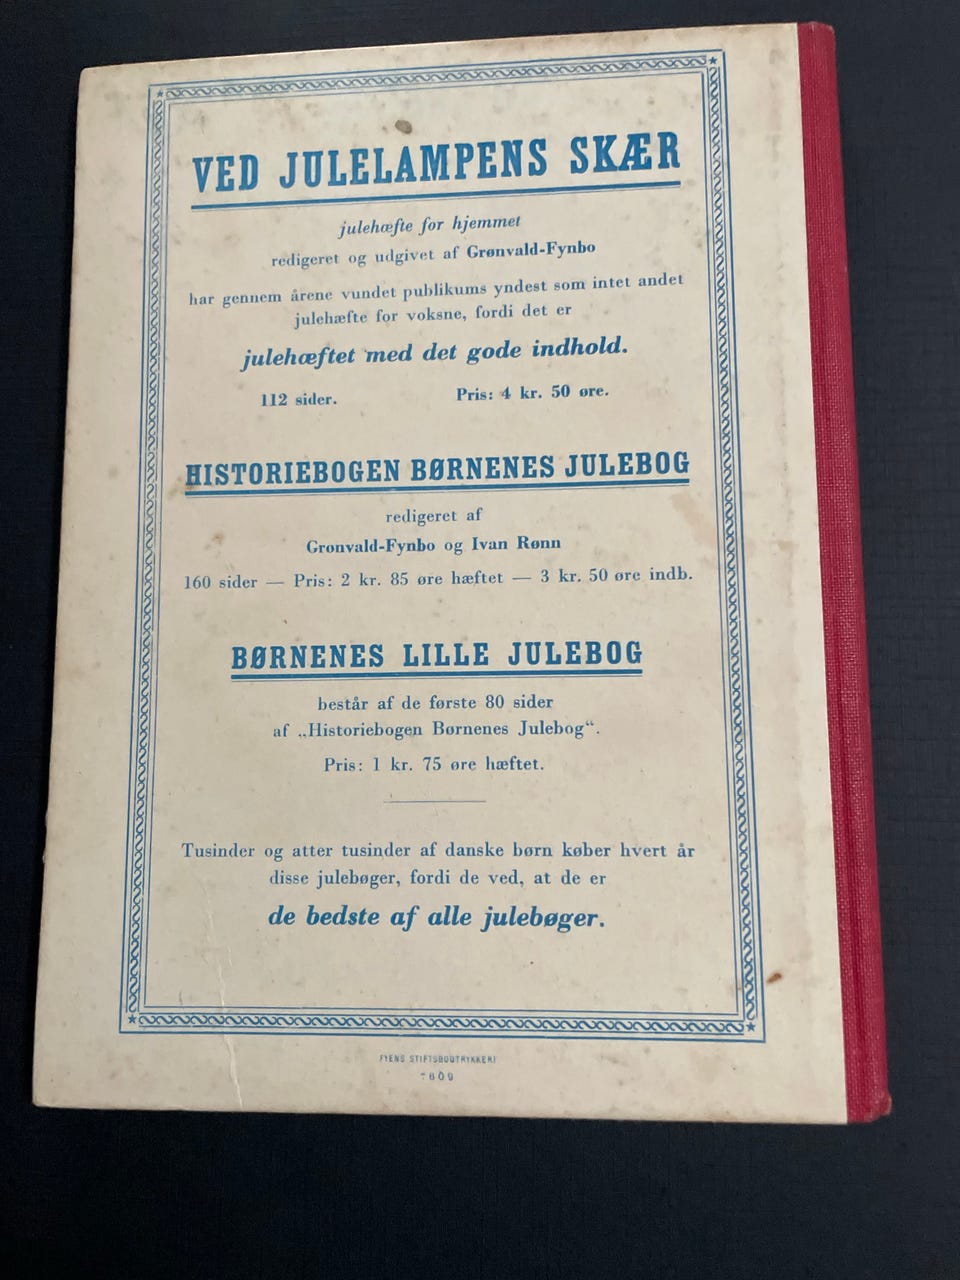 VED JULELAMPENS SKÆR
julehæfte for hjemmet
redigeret og udgivet af Grønvald-Fynbo
har gennem årene vundet publikums yndest som intet andet
julehæfte for voksne, fordi det er
julehæftet med det gode indhold.
112 sider. Pris: 4 kr. 50 øre.
HISTORIEBOGEN BØRNENES JULEBOG
redigeret af
Grønvald-Fynbo og Ivan Rønn
160 sider — Pris: 2 kr. 85 øre hæftet — 3 kr. 50 øre indb.
BØRNENES LILLE JULEBOG
består af de første 80 sider
af „Historiebogen Børnenes Julebog“.
Pris: 1 kr. 75 øre hæftet.
Tusinder og atter tusinder af danske børn køber hvert år
disse julebøger, fordi de ved, at de er
de bedste af alle julebøger.
FYENS STIFTSBOGTRYKKERI